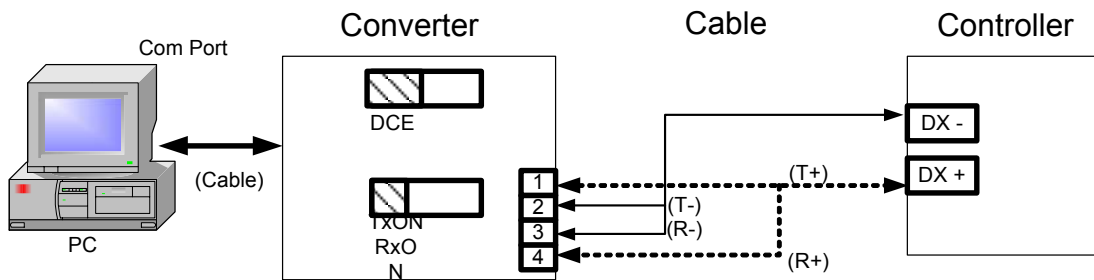 Converter
Cable
Controller
Com Port
DCE
DX -
(T+)
DX +
(Cable)
1
2
(T-)
3
(R-)
4
(R+)
TxON
RxO
N
PC